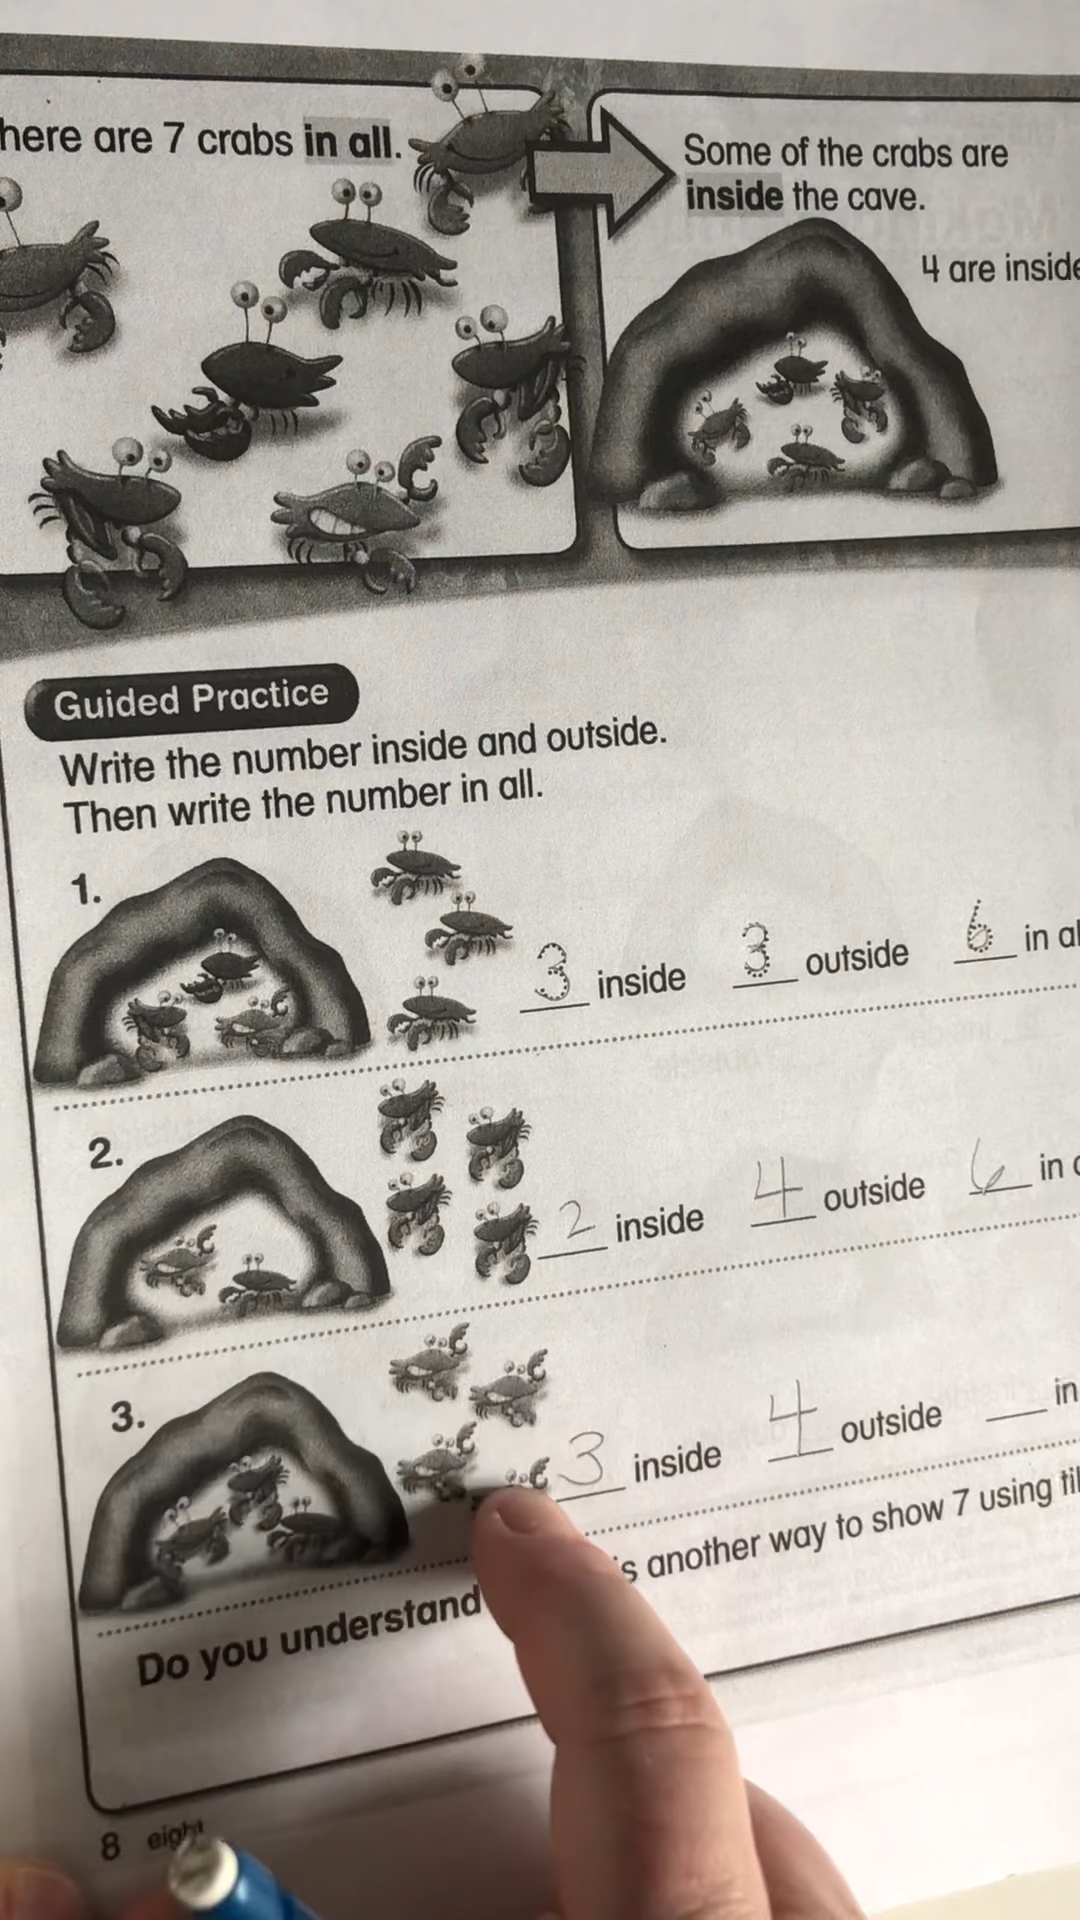 here are 7 crabs in all.
Some of the crabs are
inside the cave.
4 are inside
Guided Practice
Write the number inside and outside.
Then write the number in all.
1.
3 inside 3 outside 6 in al
2.
2 inside 4 outside 6 in
3.
3 inside 4 outside in
Do you understand 's another way to show 7 using til
8 eight